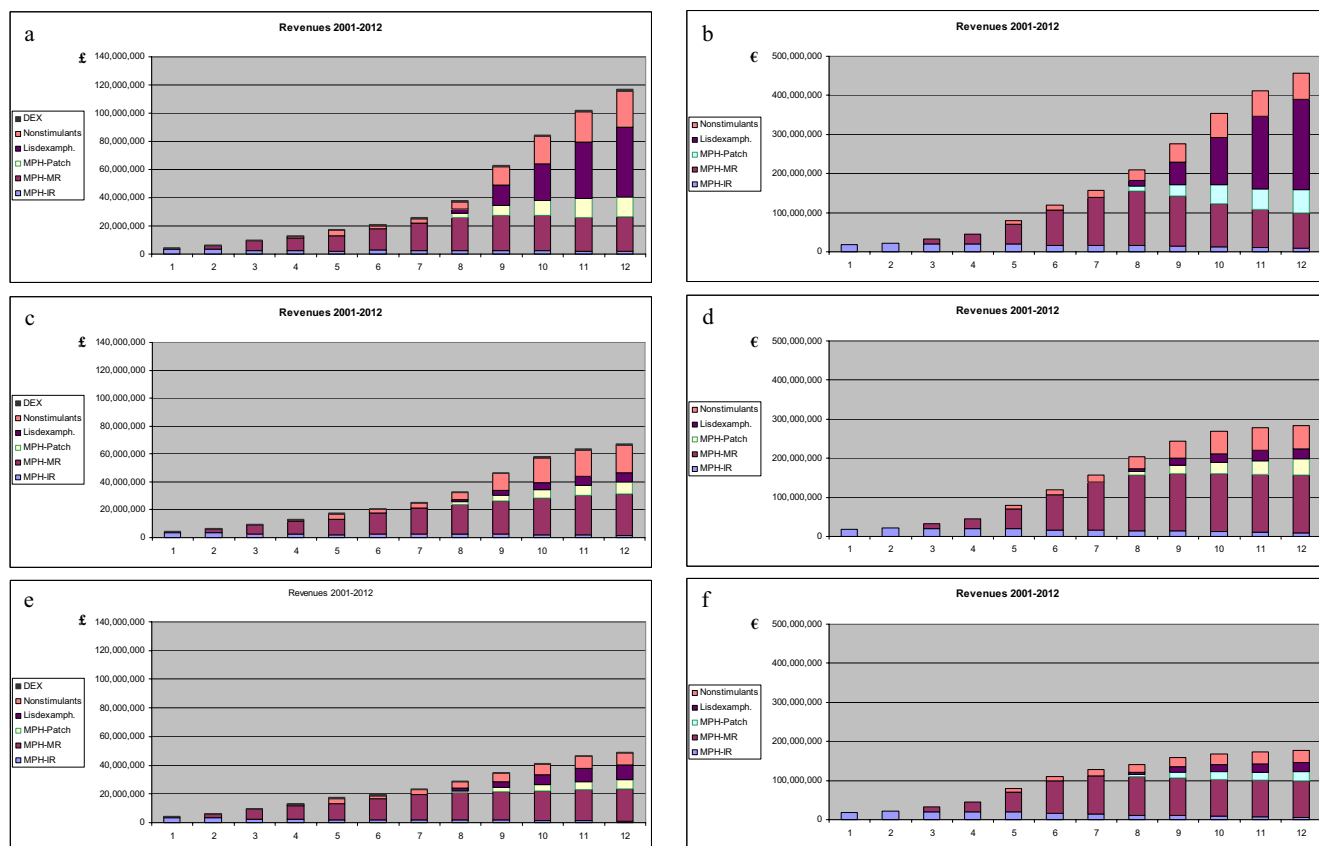 a
Revenues 2001-2012
£
140,000,000
120,000,000
100,000,000
80,000,000
60,000,000
40,000,000
20,000,000
0
DEX
Nonstimulants
Lisdexamph.
MPH-Patch
MPH-MR
MPH-IR
1 2 3 4 5 6 7 8 9 10 11 12
b
Revenues 2001-2012
€
500,000,000
400,000,000
300,000,000
200,000,000
100,000,000
0
Nonstimulants
Lisdexamph.
MPH-Patch
MPH-MR
MPH-IR
1 2 3 4 5 6 7 8 9 10 11 12
c
Revenues 2001-2012
£
140,000,000
120,000,000
100,000,000
80,000,000
60,000,000
40,000,000
20,000,000
0
DEX
Nonstimulants
Lisdexamph.
MPH-Patch
MPH-MR
MPH-IR
1 2 3 4 5 6 7 8 9 10 11 12
d
Revenues 2001-2012
€
500,000,000
400,000,000
300,000,000
200,000,000
100,000,000
0
Nonstimulants
Lisdexamph.
MPH-Patch
MPH-MR
MPH-IR
1 2 3 4 5 6 7 8 9 10 11 12
e
Revenues 2001-2012
£
140,000,000
120,000,000
100,000,000
80,000,000
60,000,000
40,000,000
20,000,000
0
DEX
Nonstimulants
Lisdexamph.
MPH-Patch
MPH-MR
MPH-IR
1 2 3 4 5 6 7 8 9 10 11 12
f
Revenues 2001-2012
€
500,000,000
400,000,000
300,000,000
200,000,000
100,000,000
0
Nonstimulants
Lisdexamph.
MPH-Patch
MPH-MR
MPH-IR
1 2 3 4 5 6 7 8 9 10 11 12